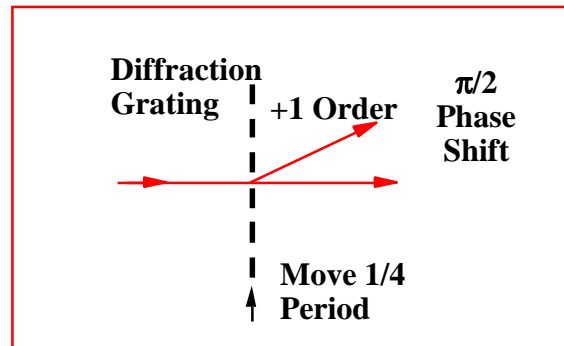 Diffraction
Grating
+1 Order
π/2
Phase
Shift
Move 1/4
Period